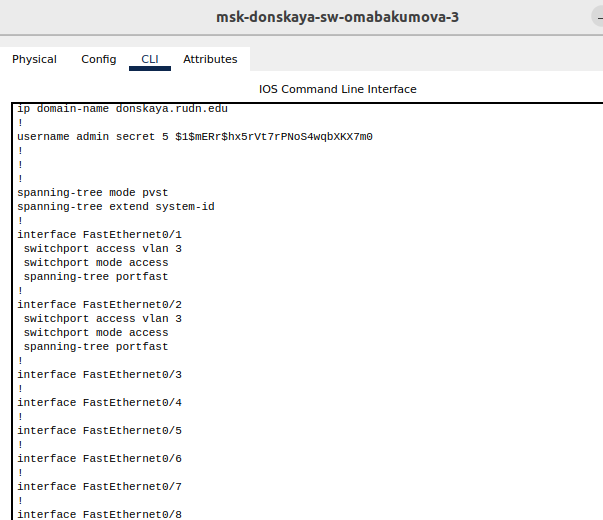 msk-donskaya-sw-omabakumova-3
Physical Config CLI Attributes
IOS Command Line Interface
ip domain-name donskaya.rudn.edu
!
username admin secret 5 $1$mERr$hx5rVt7rPNoS4wqbXKX7m0
!
!
!
spanning-tree mode pvst
spanning-tree extend system-id
!
interface FastEthernet0/1
switchport access vlan 3
switchport mode access
spanning-tree portfast
!
interface FastEthernet0/2
switchport access vlan 3
switchport mode access
spanning-tree portfast
!
interface FastEthernet0/3
!
interface FastEthernet0/4
!
interface FastEthernet0/5
!
interface FastEthernet0/6
!
interface FastEthernet0/7
!
interface FastEthernet0/8